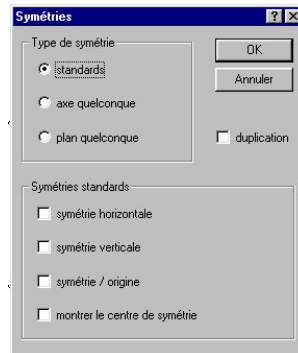 Symétries
Type de symétrie
standards
axe quelconque
plan quelconque
OK
Annuler
duplication
Symétries standards
symétrie horizontale
symétrie verticale
symétrie / origine
montrer le centre de symétrie